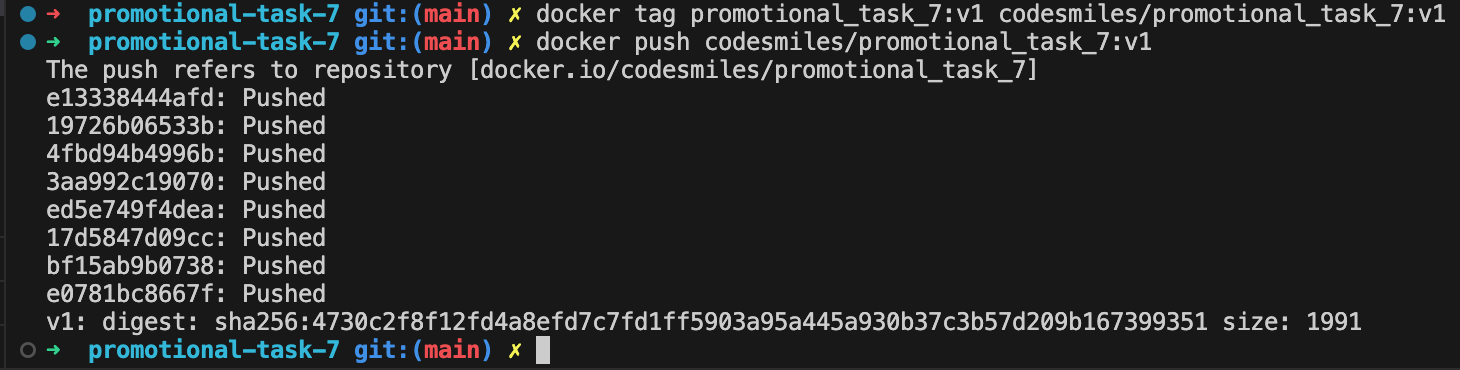 ➜ promotional-task-7 git:(main) ✗ docker tag promotional_task_7:v1 codesmiles/promotional_task_7:v1
➜ promotional-task-7 git:(main) ✗ docker push codesmiles/promotional_task_7:v1
The push refers to repository [docker.io/codesmiles/promotional_task_7]
e13338444afd: Pushed
19726b06533b: Pushed
4fbd94b4996b: Pushed
3aa992c19070: Pushed
ed5e749f4dea: Pushed
17d5847d09cc: Pushed
bf15ab9b0738: Pushed
e0781bc8667f: Pushed
v1: digest: sha256:4730c2f8f12fd4a8efd7c7fd1ff5903a95a445a930b37c3b57d209b167399351 size: 1991
➜ promotional-task-7 git:(main) ✗